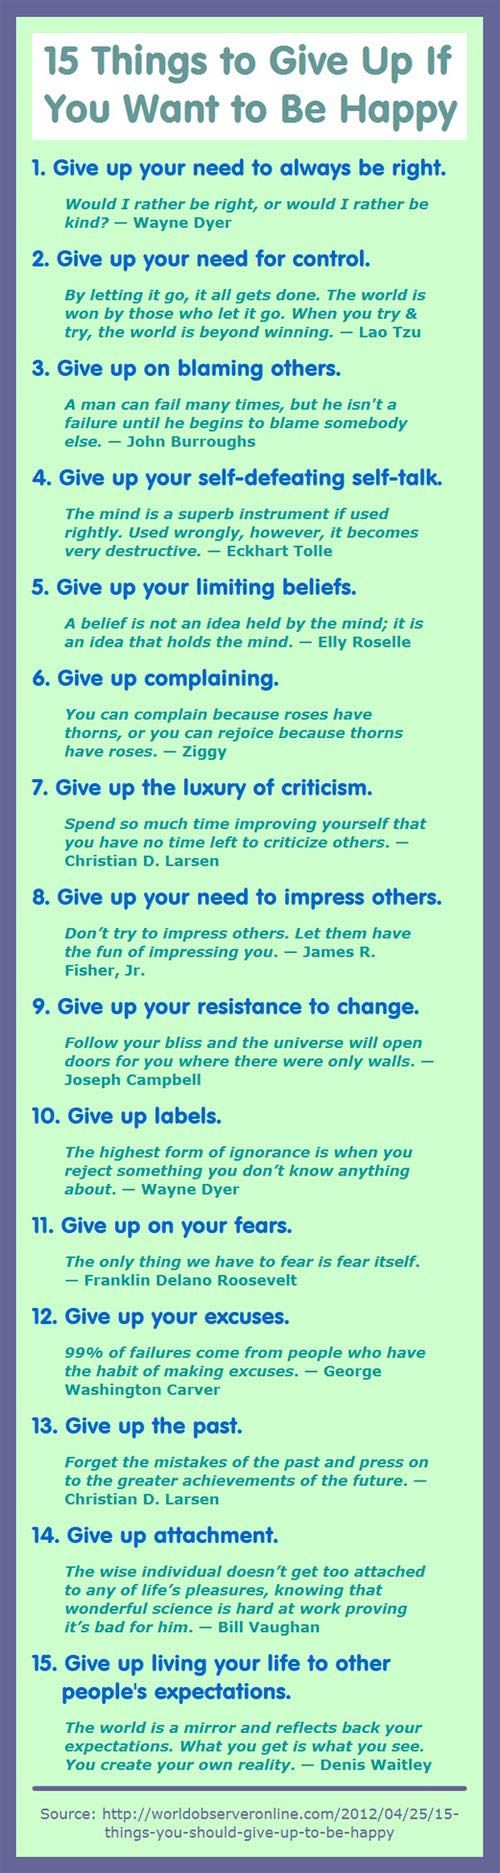 15 Things to Give Up If
You Want to Be Happy
1. Give up your need to always be right.
Would I rather be right, or would I rather be
kind? — Wayne Dyer
2. Give up your need for control.
By letting it go, it all gets done. The world is
won by those who let it go. When you try &
try, the world is beyond winning. — Lao Tzu
3. Give up on blaming others.
A man can fail many times, but he isn't a
failure until he begins to blame somebody
else. — John Burroughs
4. Give up your self-defeating self-talk.
The mind is a superb instrument if used
rightly. Used wrongly, however, it becomes
very destructive. — Eckhart Tolle
5. Give up your limiting beliefs.
A belief is not an idea held by the mind; it is
an idea that holds the mind. — Elly Roselle
6. Give up complaining.
You can complain because roses have
thorns, or you can rejoice because thorns
have roses. — Ziggy
7. Give up the luxury of criticism.
Spend so much time improving yourself that
you have no time left to criticize others. —
Christian D. Larsen
8. Give up your need to impress others.
Don’t try to impress others. Let them have
the fun of impressing you. — James R.
Fisher, Jr.
9. Give up your resistance to change.
Follow your bliss and the universe will open
doors for you where there were only walls. —
Joseph Campbell
10. Give up labels.
The highest form of ignorance is when you
reject something you don’t know anything
about. — Wayne Dyer
11. Give up on your fears.
The only thing we have to fear is fear itself.
— Franklin Delano Roosevelt
12. Give up your excuses.
99% of failures come from people who have
the habit of making excuses. — George
Washington Carver
13. Give up the past.
Forget the mistakes of the past and press on
to the greater achievements of the future. —
Christian D. Larsen
14. Give up attachment.
The wise individual doesn’t get too attached
to any of life’s pleasures, knowing that
wonderful science is hard at work proving
it’s bad for him. — Bill Vaughan
15. Give up living your life to other
people's expectations.
The world is a mirror and reflects back your
expectations. What you get is what you see.
You create your own reality. — Denis Waitley
Source: http://worldobserveronline.com/2012/04/25/15-
things-you-should-give-up-to-be-happy